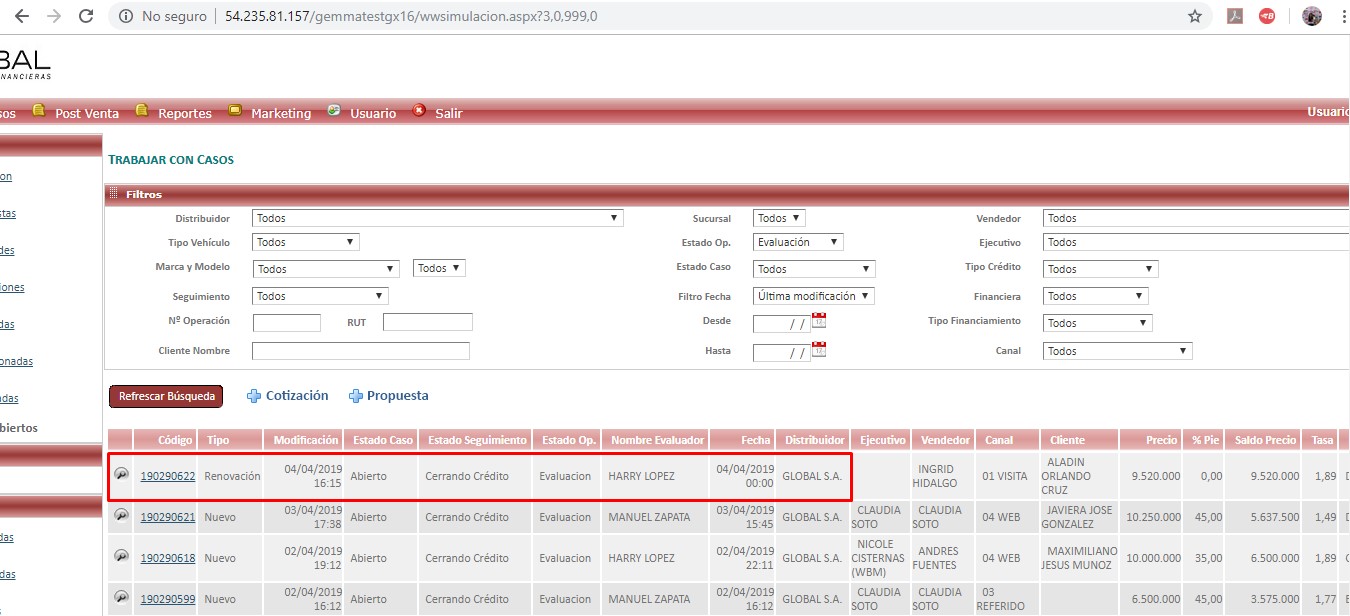 No seguro | 54.235.81.157/gemmatestgx16/wwsimulacion.aspx?3,0,999,0
BAL
NANCIERAS
sos Post Venta Reportes Marketing Usuario Salir Usuario
TRABAJAR CON CASOS
Filtros
Distribuidor Todos Sucursal Todos Vendedor Todos
Tipo Vehículo Todos Estado Op. Evaluación Ejecutivo Todos
Marca y Modelo Todos Todos Estado Caso Todos Tipo Crédito Todos
Seguimiento Todos Filtro Fecha Última modificación Financiera Todos
Nº Operación RUT Desde / / Tipo Financiamiento Todos
Cliente Nombre Hasta / / Canal Todos
on
stas
des
iones
das
onadas
das
biertos
das
das
Refrescar Búsqueda Cotización Propuesta
Código Tipo Modificación Estado Caso Estado Seguimiento Estado Op. Nombre Evaluador Fecha Distribuidor Ejecutivo Vendedor Canal Cliente Precio % Pie Saldo Precio Tasa
190290622 Renovación 04/04/2019 16:15 Abierto Cerrando Crédito Evaluacion HARRY LOPEZ 04/04/2019 00:00 GLOBAL S.A. INGRID HIDALGO 01 VISITA ALADIN ORLANDO CRUZ 9.520.000 0,00 9.520.000 1,89
190290621 Nuevo 03/04/2019 17:38 Abierto Cerrando Crédito Evaluacion MANUEL ZAPATA 03/04/2019 15:45 GLOBAL S.A. CLAUDIA SOTO CLAUDIA SOTO 04 WEB JAVIERA JOSE GONZALEZ 10.250.000 45,00 5.637.500 1,49
190290618 Nuevo 02/04/2019 19:12 Abierto Cerrando Crédito Evaluacion HARRY LOPEZ 02/04/2019 22:11 GLOBAL S.A. NICOLE CISTERNAS (WBM) ANDRES FUENTES 04 WEB MAXIMILIANO JESUS MUNOZ 10.000.000 35,00 6.500.000 1,89
190290599 Nuevo 02/04/2019 16:12 Abierto Cerrando Crédito Evaluacion MANUEL ZAPATA 02/04/2019 16:12 GLOBAL S.A. CLAUDIA SOTO CLAUDIA SOTO 03 REFERIDO 6.500.000 45,00 3.575.000 1,77